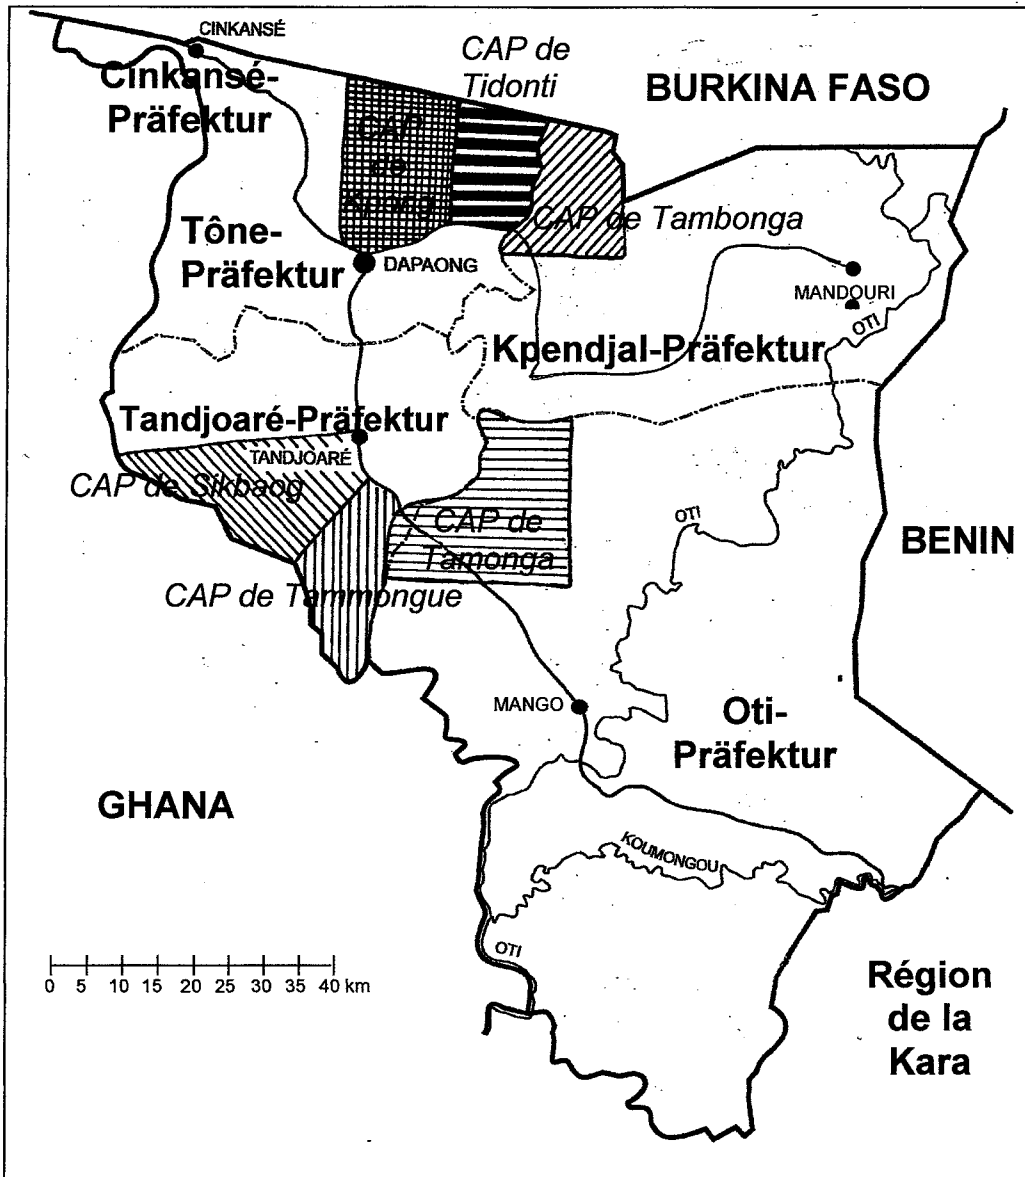 CINKANSÉ
CAP de
Tidonti
Cinkansé-
Präfektur
BURKINA FASO
CAP
de
CAP de Tambonga
Tône-
Präfektur
DAPAONG
MANDOURI
OTI
Kpendjal-Präfektur
Tandjoaré-Präfektur
TANDJOARÉ
CAP de Sikbaog
CAP de
Tamonga
OTI
BENIN
CAP de Tammongue
MANGO
Oti-
Präfektur
GHANA
KOUMONGOU
OTI
0 5 10 15 20 25 30 35 40 km
Région
de la
Kara